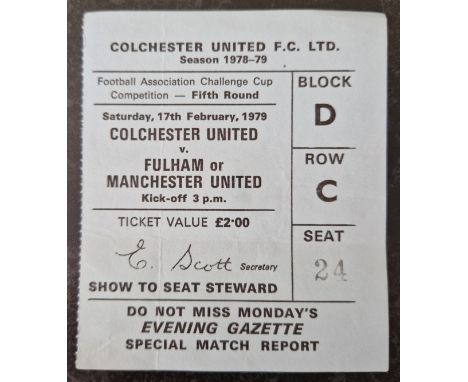 COLCHESTER UNITED F.C. LTD.
Season 1978–79
Football Association Challenge Cup
Competition — Fifth Round
Saturday, 17th February, 1979
COLCHESTER UNITED
v.
FULHAM or
MANCHESTER UNITED
Kick-off 3 p.m.
TICKET VALUE £2·00
E. Scott Secretary
SHOW TO SEAT STEWARD
BLOCK
D
ROW
C
SEAT
24
DO NOT MISS MONDAY'S
EVENING GAZETTE
SPECIAL MATCH REPORT